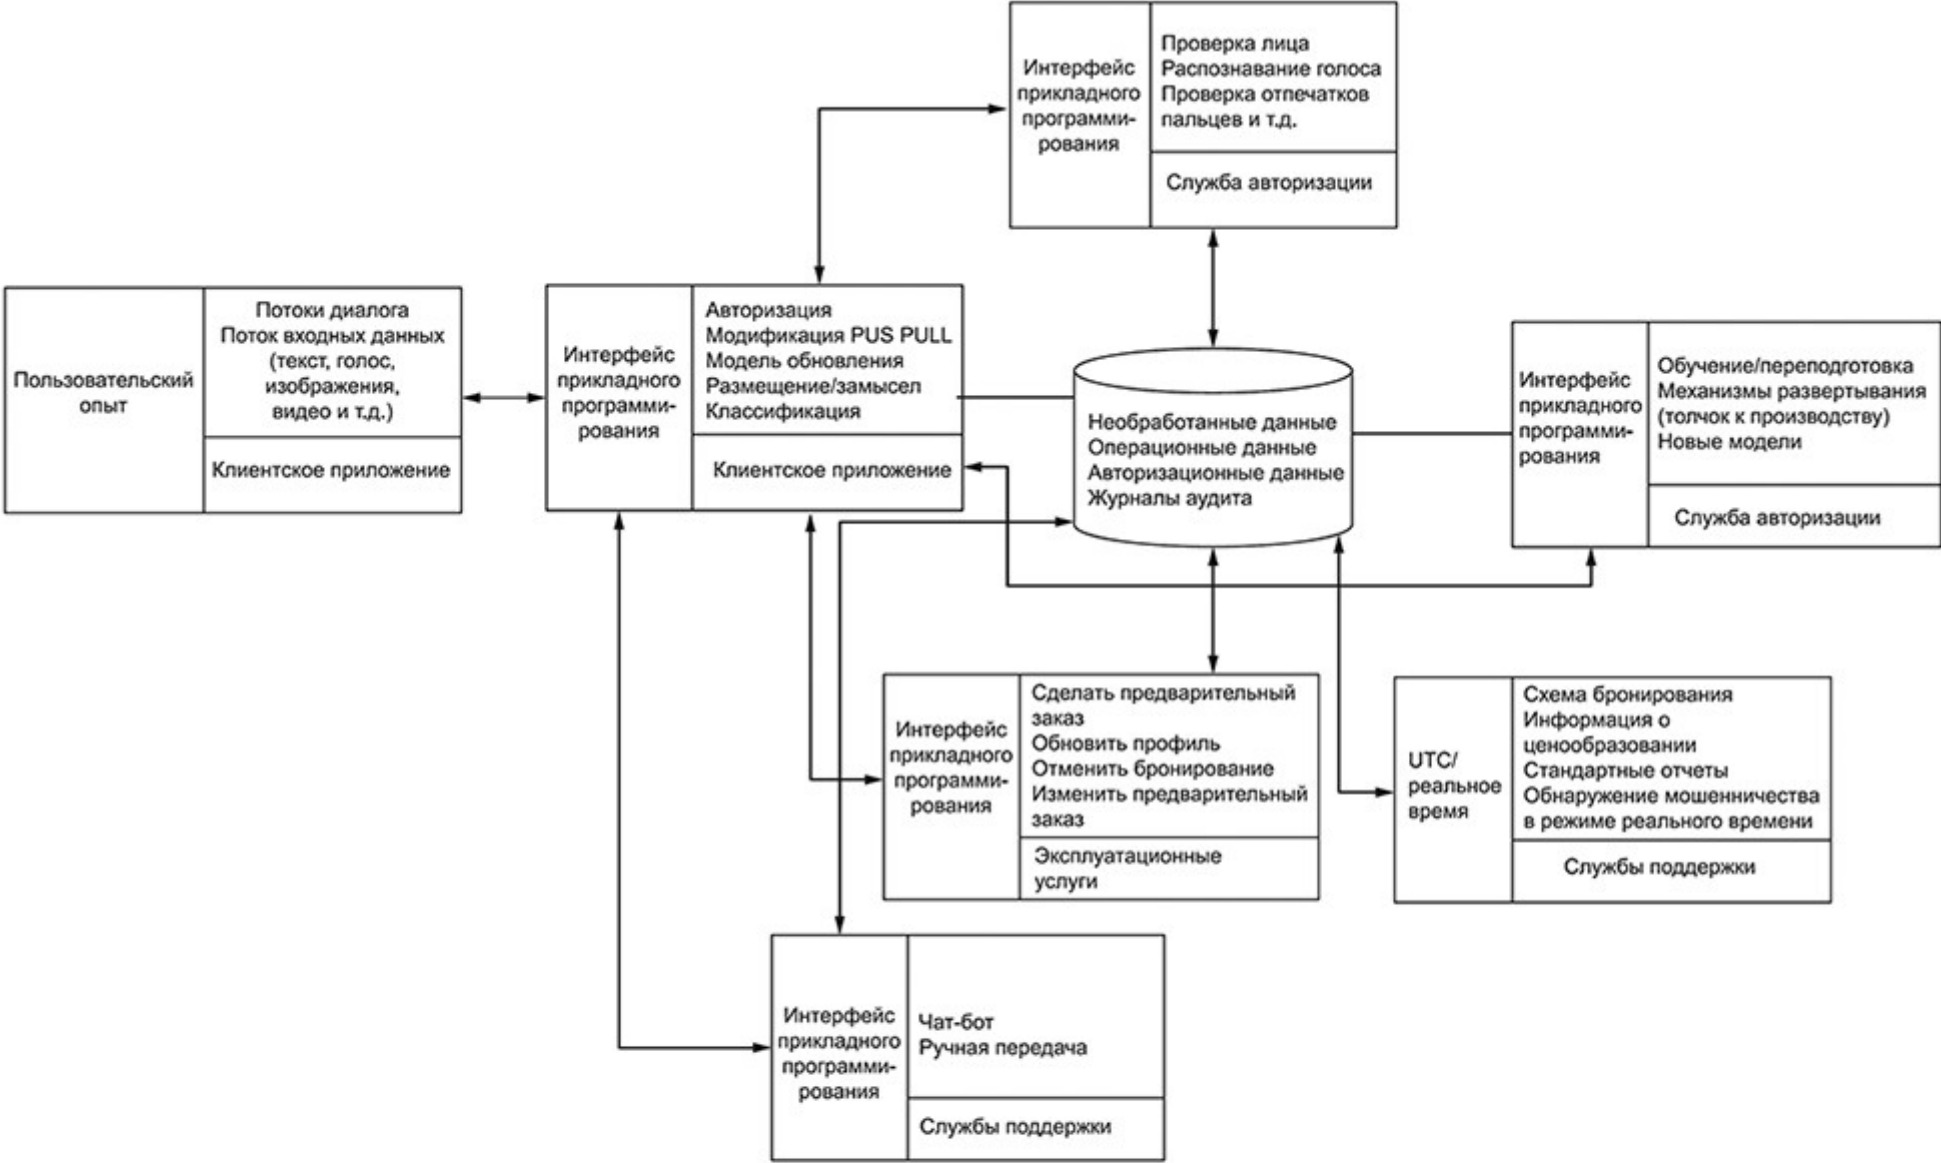 Интерфейс
прикладного
программи-
рования
Проверка лица
Распознавание голоса
Проверка отпечатков
пальцев и т.д.
Служба авторизации
Пользовательский
опыт
Потоки диалога
Поток входных данных
(текст, голос,
изображения,
видео и т.д.)
Клиентское приложение
Интерфейс
прикладного
программи-
рования
Авторизация
Модификация PUS PULL
Модель обновления
Размещение/замысел
Классификация
Клиентское приложение
Необработанные данные
Операционные данные
Авторизационные данные
Журналы аудита
Интерфейс
прикладного
программи-
рования
Обучение/переподготовка
Механизмы развертывания
(толчок к производству)
Новые модели
Служба авторизации
Интерфейс
прикладного
программи-
рования
Сделать предварительный
заказ
Обновить профиль
Отменить бронирование
Изменить предварительный
заказ
Эксплуатационные
услуги
UTC/
реальное
время
Схема бронирования
Информация о
ценообразовании
Стандартные отчеты
Обнаружение мошенничества
в режиме реального времени
Службы поддержки
Интерфейс
прикладного
программи-
рования
Чат-бот
Ручная передача
Службы поддержки